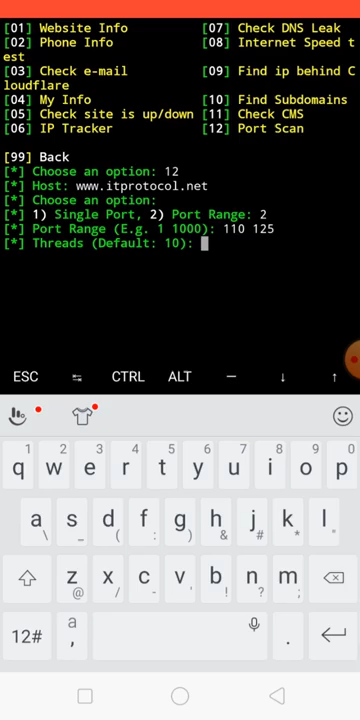 [01] Website Info [07] Check DNS Leak
[02] Phone Info [08] Internet Speed t
est
[03] Check e-mail [09] Find ip behind C
loudflare
[04] My Info [10] Find Subdomains
[05] Check site is up/down [11] Check CMS
[06] IP Tracker [12] Port Scan
[99] Back
[*] Choose an option: 12
[*] Host: www.itprotocol.net
[*] Choose an option:
[*] 1) Single Port, 2) Port Range: 2
[*] Port Range (E.g. 1 1000): 110 125
[*] Threads (Default: 10):
ESC CTRL ALT — ↓ ↑
1 2 3 4 5 6 7 8 9 0
q w e r t y u i o p
a s d f g h j k l
\ _ ( : ) & # * "
z x c v b n m
@ / - ' ! ? ;
12# a , .